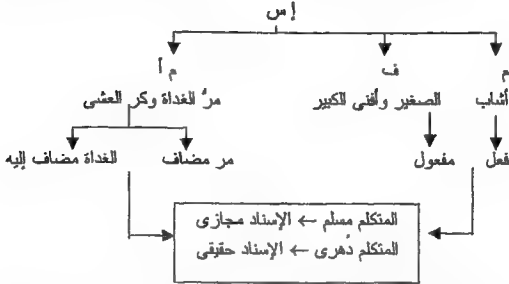 إ س
م ف م أ
أشاب الصغير وأفنى الكبير مرُّ الغداة وكر العشى
فعل مفعول مر مضاف الغداة مضاف إليه
المتكلم مسلم ← الإسناد مجازى
المتكلم دُهرى ← الإسناد حقيقى